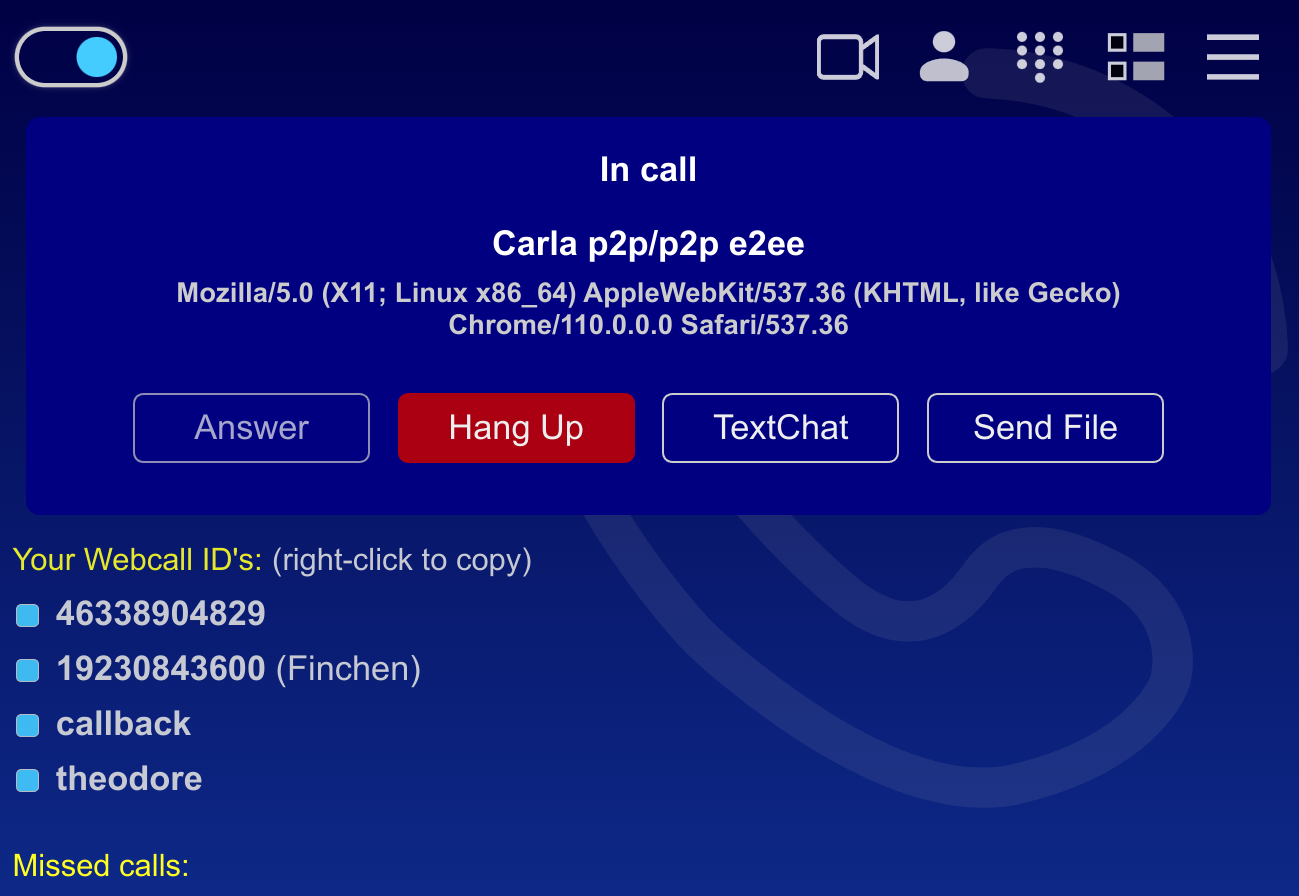 In call
Carla p2p/p2p e2ee
Mozilla/5.0 (X11; Linux x86_64) AppleWebKit/537.36 (KHTML, like Gecko)
Chrome/110.0.0.0 Safari/537.36
Answer Hang Up TextChat Send File
Your Webcall ID's: (right-click to copy)
46338904829
19230843600 (Finchen)
callback
theodore
Missed calls: